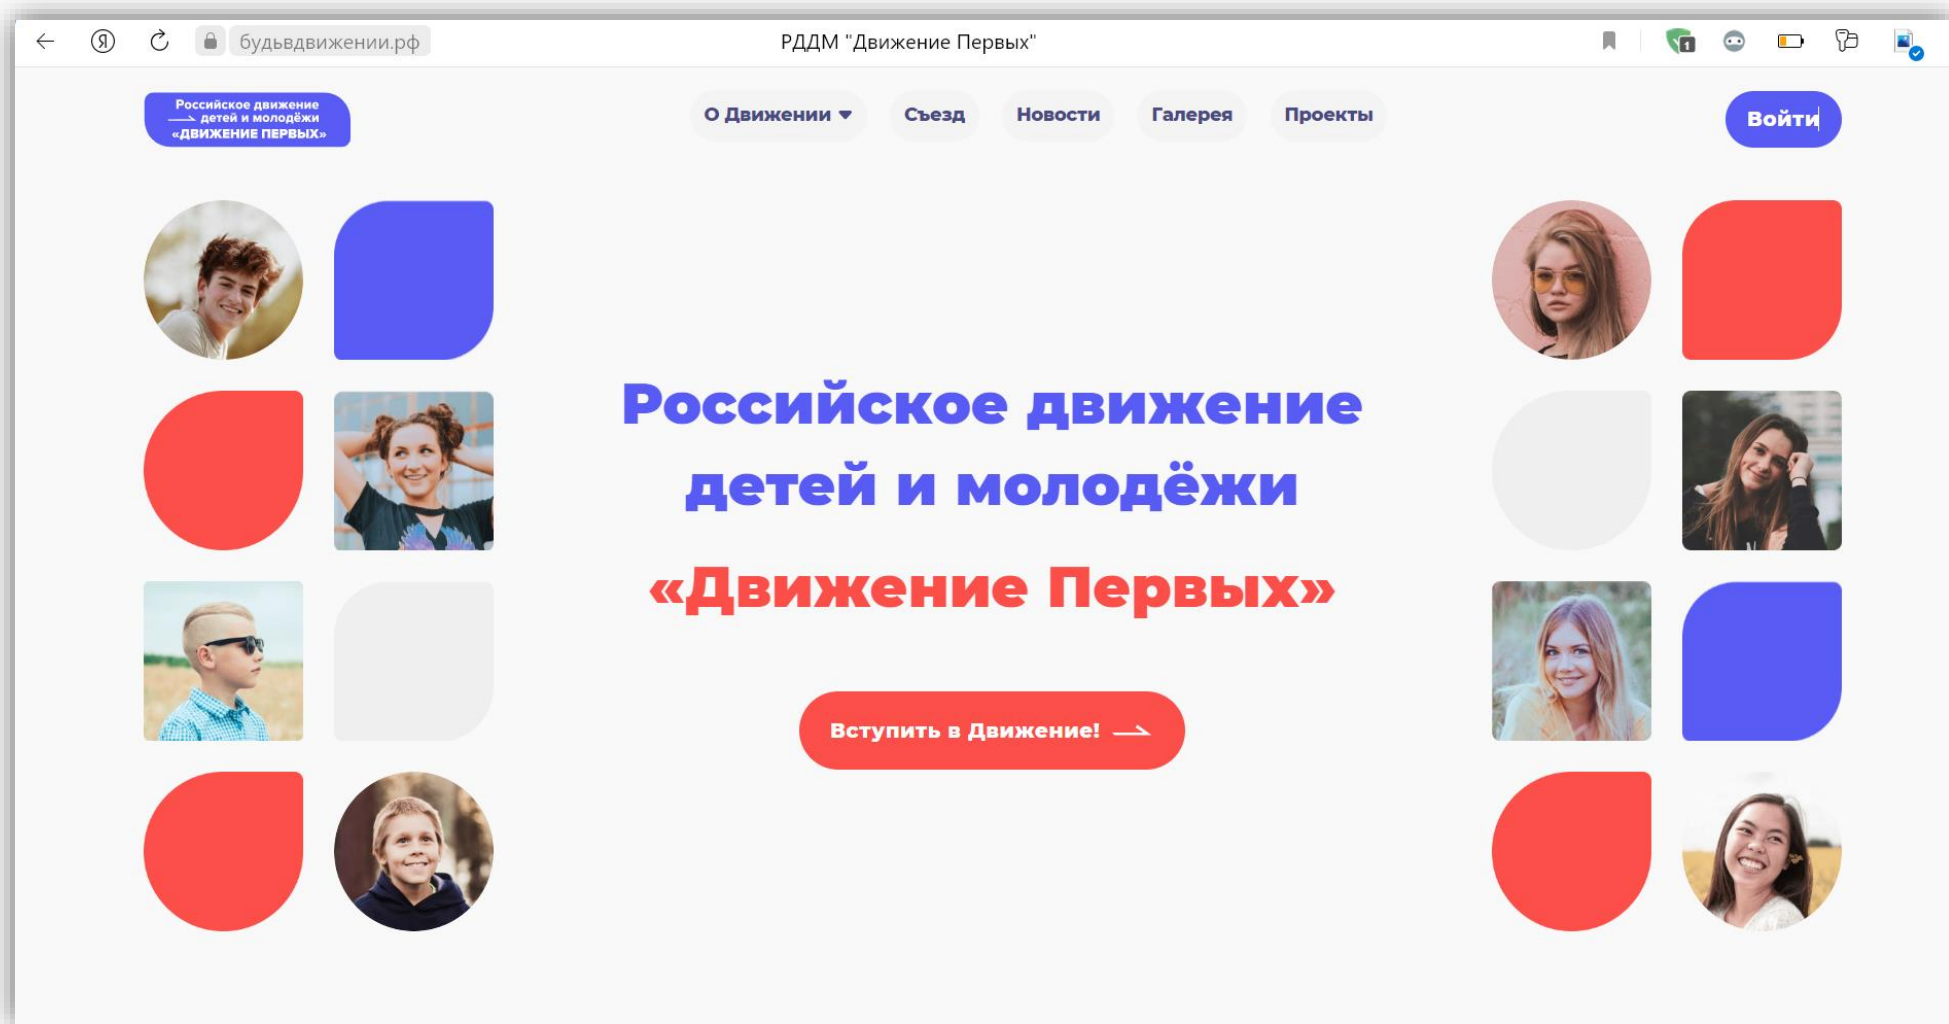 Я
будьвдвижении.рф
РДДМ "Движение Первых"
1
Российское движение
детей и молодёжи
«ДВИЖЕНИЕ ПЕРВЫХ»
О Движении
Съезд
Новости
Галерея
Проекты
Войти
Российское движение
детей и молодёжи
«Движение Первых»
Вступить в Движение!